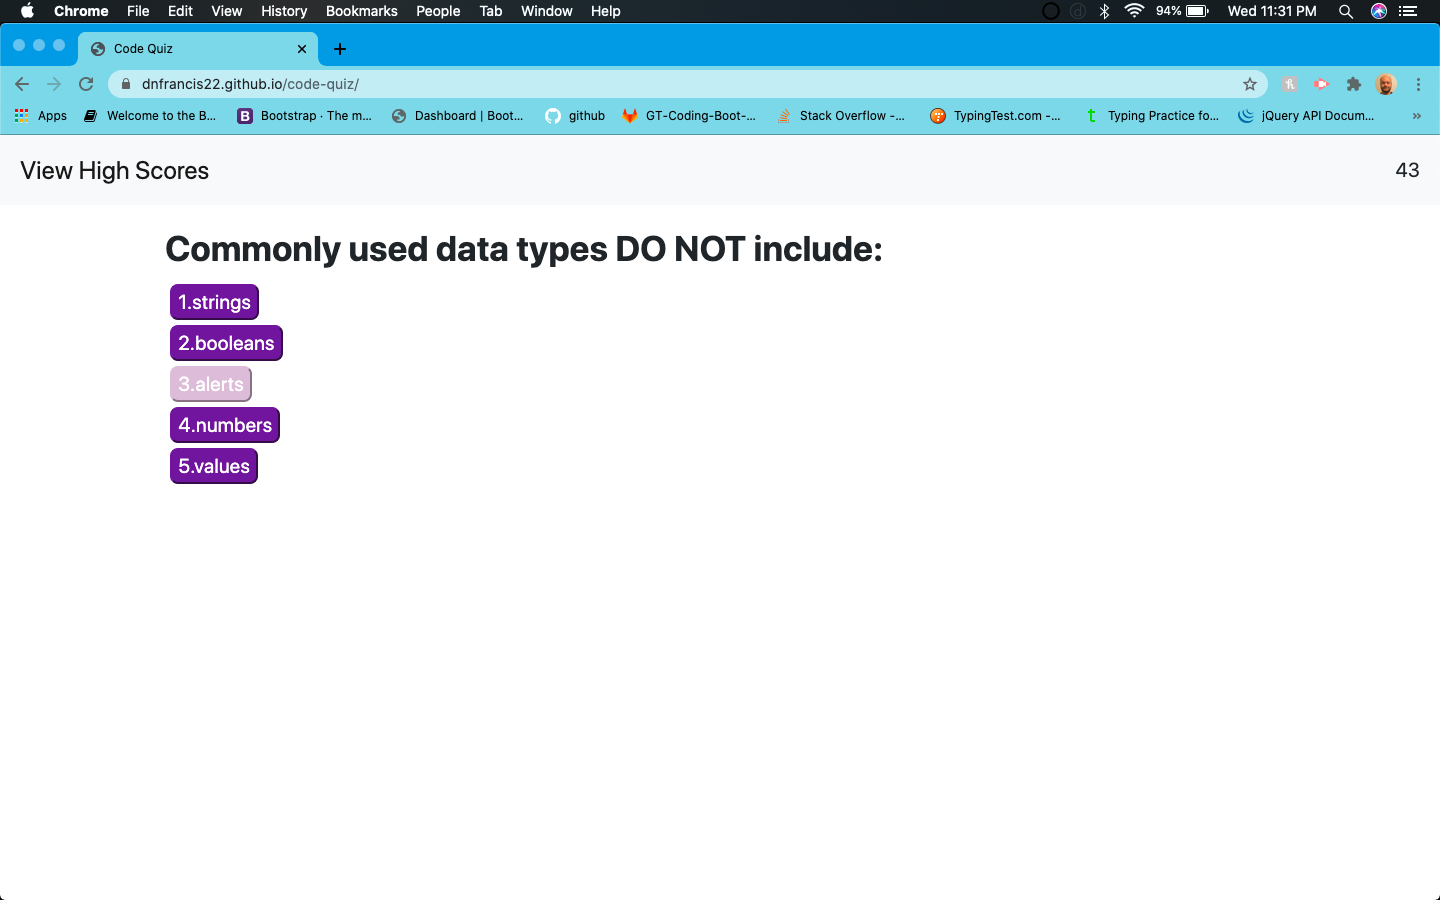 Chrome File Edit View History Bookmarks People Tab Window Help 94% Wed 11:31 PM
Code Quiz
dnfrancis22.github.io/code-quiz/
Apps Welcome to the B... Bootstrap · The m... Dashboard | Boot... github GT-Coding-Boot-... Stack Overflow -... TypingTest.com -... Typing Practice fo... jQuery API Docum... »
View High Scores 43
Commonly used data types DO NOT include:
1.strings
2.booleans
3.alerts
4.numbers
5.values